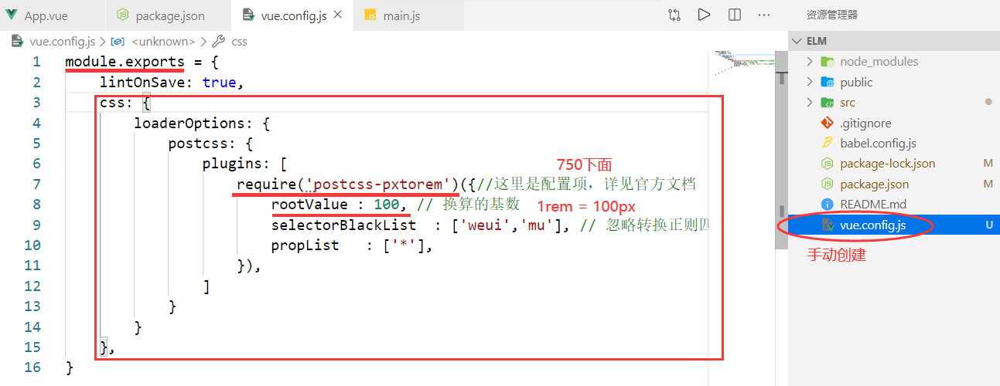 App.vue
package.json
vue.config.js
main.js
资源管理器
vue.config.js > <unknown> > css
1 module.exports = {
2 lintOnSave: true,
3 css: {
4 loaderOptions: {
5 postcss: {
6 plugins: [
750下面
7 require('postcss-pxtorem')({//这里是配置项，详见官方文档
8 rootValue : 100, // 换算的基数
1rem = 100px
9 selectorBlackList  : ['weui','mu'], // 忽略转换正则匹
10 propList   : ['*'],
11 }),
12 ]
13 }
14 }
15 },
16 }
ELM
node_modules
public
src
.gitignore
babel.config.js
package-lock.json M
package.json M
README.md
vue.config.js U
手动创建